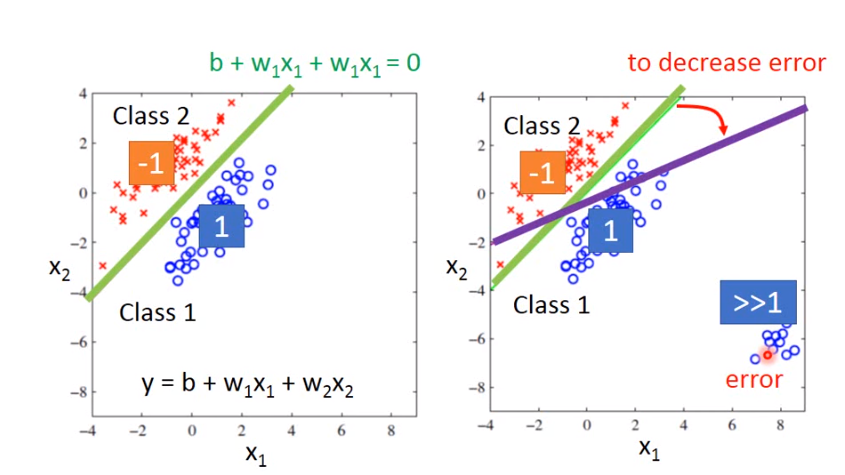 b + w₁x₁ + w₁x₁ = 0
4
2
0
−2
−4
−6
−8
−4
−2
0
2
4
6
8
x₂
x₁
Class 2
-1
1
Class 1
y = b + w₁x₁ + w₂x₂
to decrease error
4
2
0
−2
−4
−6
−8
−4
−2
0
2
4
6
8
x₂
x₁
Class 2
-1
1
Class 1
>>1
error